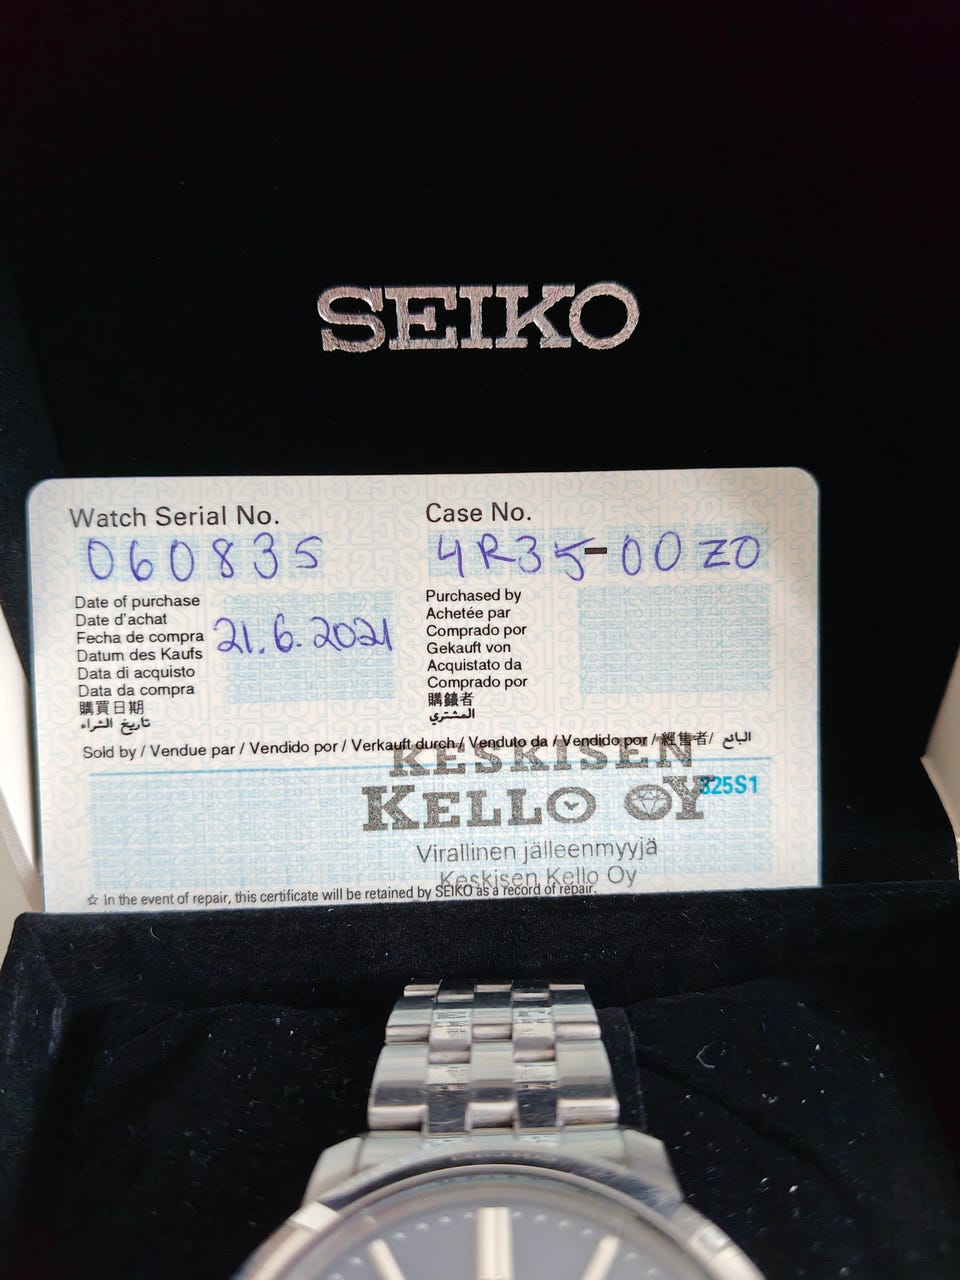 SEIKO
Watch Serial No.
060835
Case No.
4R35-00Z0
Date of purchase
Date d'achat
Fecha de compra
Datum des Kaufs
Data di acquisto
Data da compra
購買日期
تاريخ الشراء
21.6.2021
Purchased by
Achetée par
Comprado por
Gekauft von
Acquistato da
Comprado por
購買者
المشتري
Sold by / Vendue par / Vendido por / Verkauft durch / Venduto da / Vendido por / 經售者/ البائع
KESKISEN
KELLO OY
325S1
Virallinen jälleenmyyjä
Keskisen Kello Oy
☆ In the event of repair, this certificate will be retained by SEIKO as a record of repair.